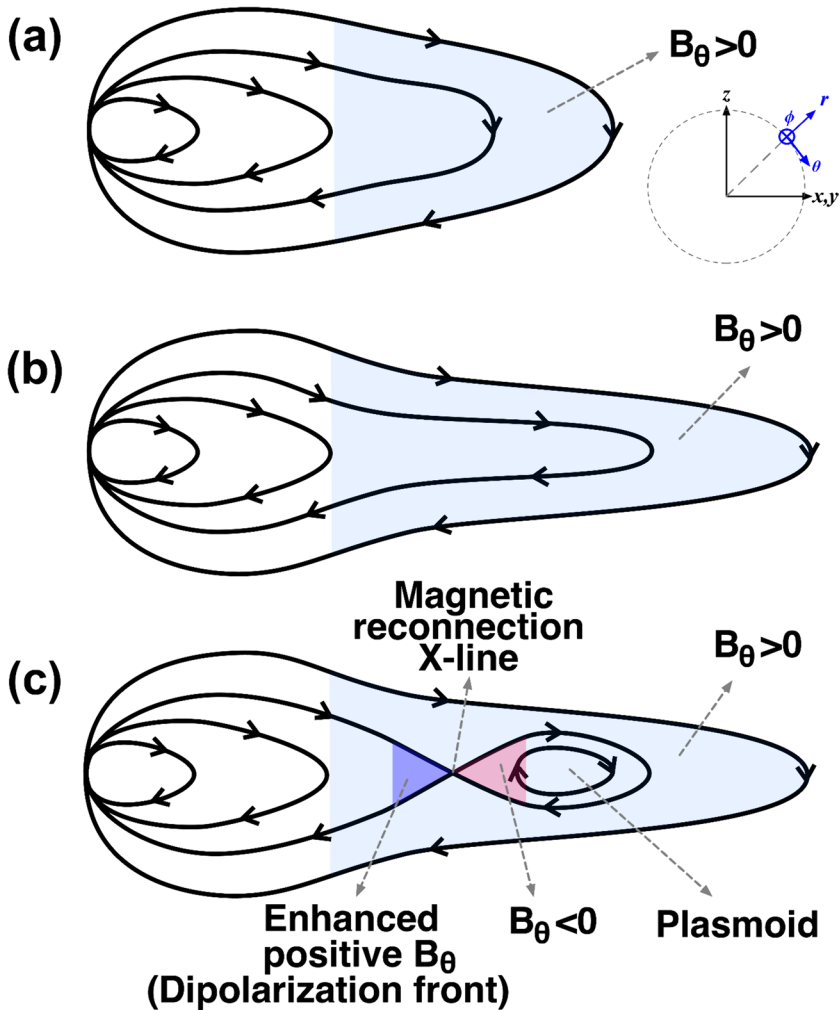 (a)
Bθ>0
z
ϕ
r
θ
x,y
(b)
Bθ>0
Magnetic
reconnection
X-line
(c)
Bθ>0
Enhanced
positive Bθ
(Dipolarization front)
Bθ<0
Plasmoid